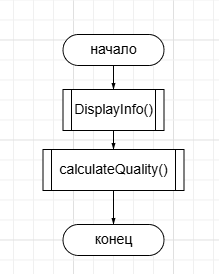 начало
DisplayInfo()
calculateQuality()
конец